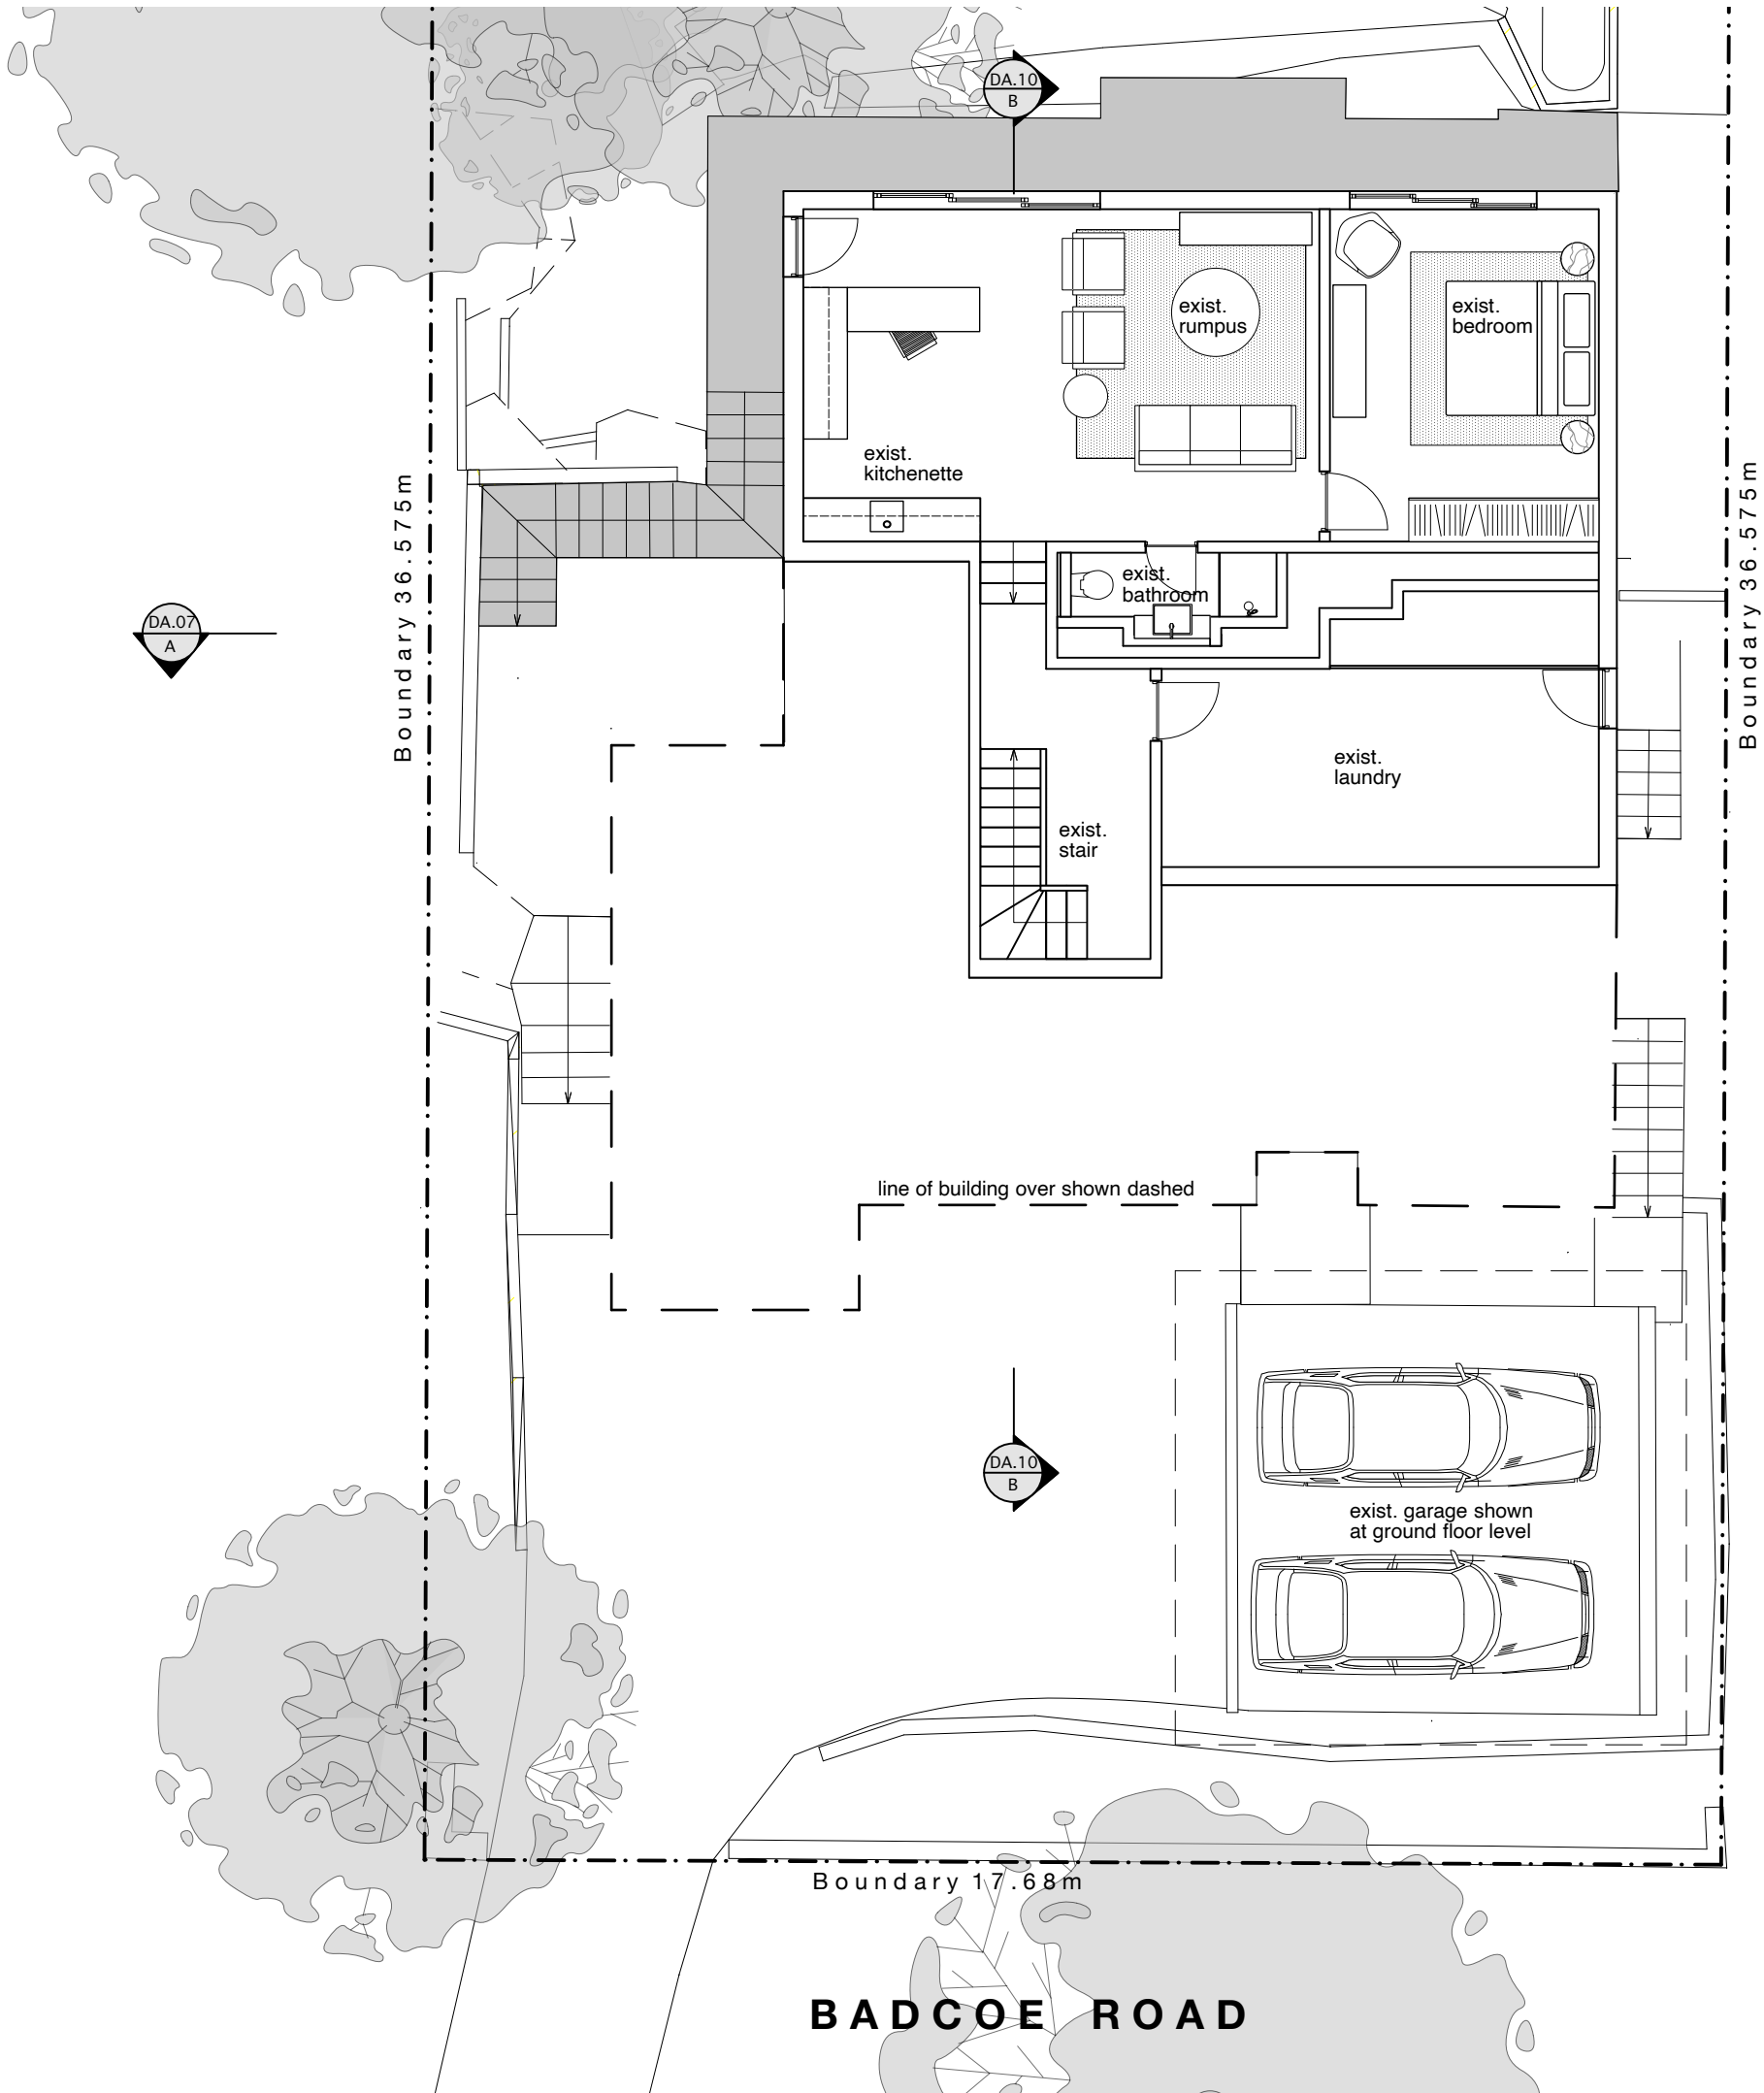 DA.10
B
exist.
rumpus
exist.
bedroom
exist.
kitchenette
Boundary 36.575m
Boundary 36.575m
exist.
bathroom
DA.07
A
exist.
laundry
exist.
stair
line of building over shown dashed
DA.10
B
exist. garage shown
at ground floor level
Boundary 17.68m
BADCOE ROAD